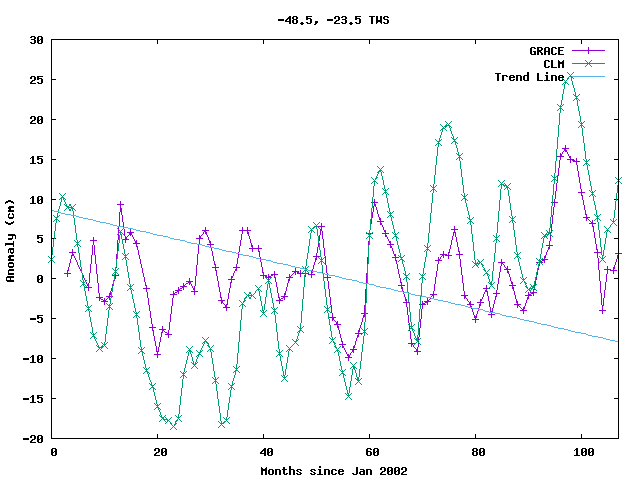 -48.5, -23.5 TWS
GRACE
CLM
Trend Line
30
25
20
15
10
5
0
-5
-10
-15
-20
Anomaly (cm)
0 20 40 60 80 100
Months since Jan 2002